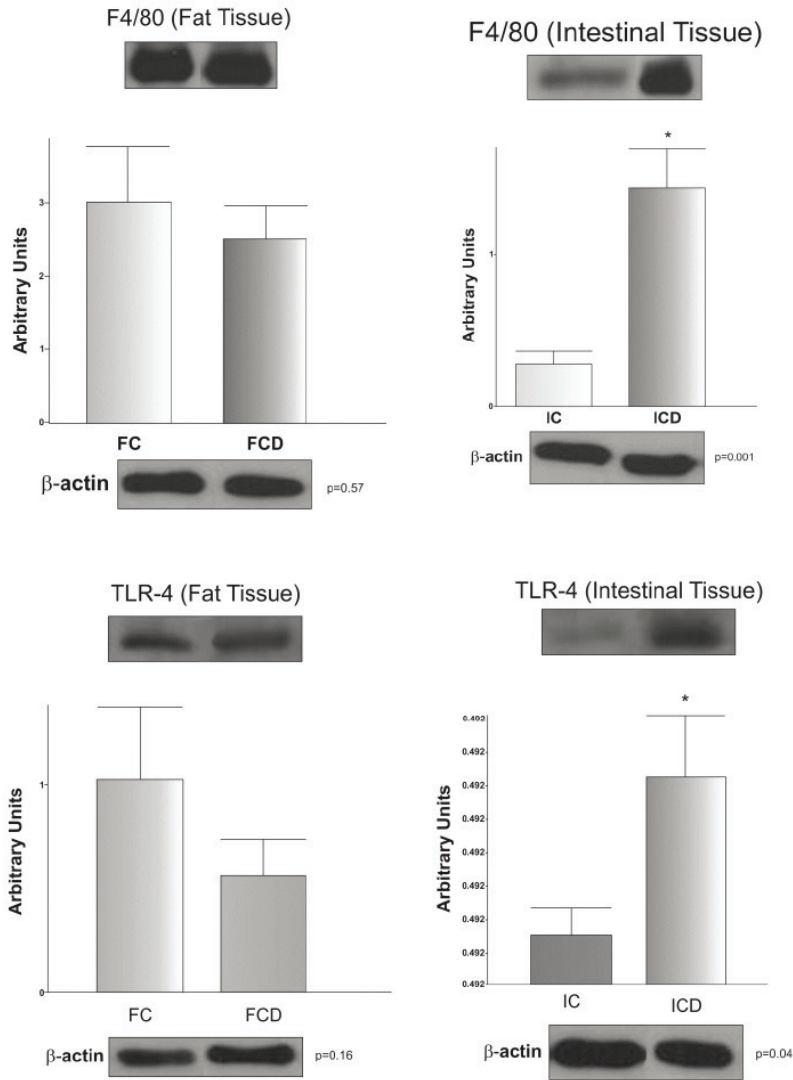 F4/80 (Fat Tissue)
Arbitrary Units
3
2
1
0
FC FCD
β-actin p=0.57
F4/80 (Intestinal Tissue)
*
Arbitrary Units
1
0
IC ICD
β-actin p=0.001
TLR-4 (Fat Tissue)
Arbitrary Units
1
0
FC FCD
β-actin p=0.16
TLR-4 (Intestinal Tissue)
*
Arbitrary Units
0.492
0.492
0.492
0.492
0.492
0.492
0.492
0.492
0.492
IC ICD
β-actin p=0.04